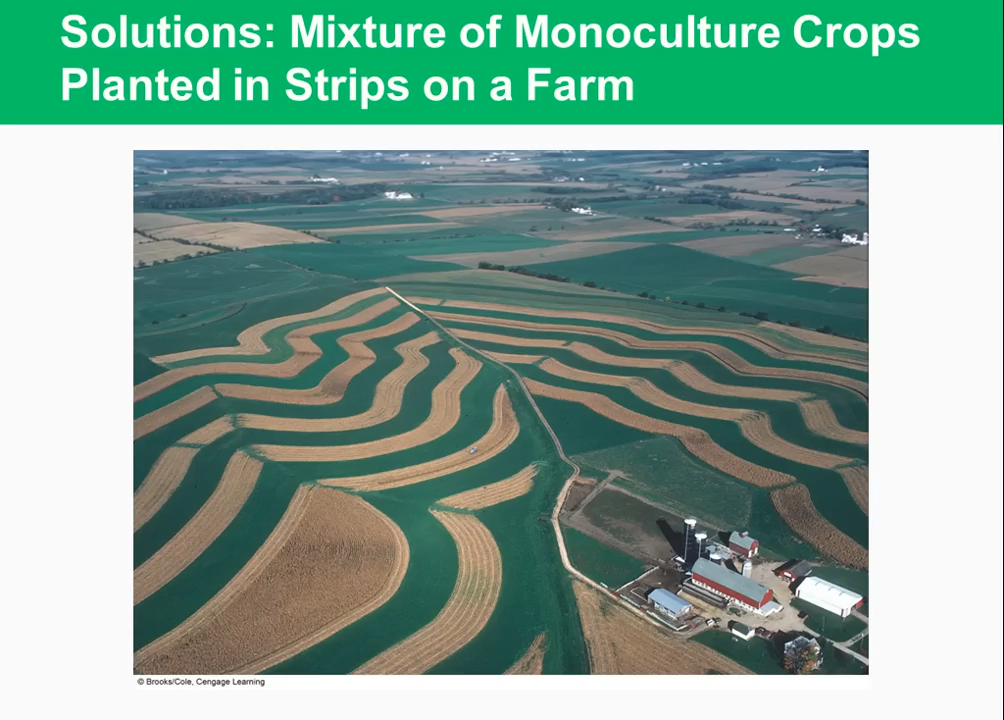 Solutions: Mixture of Monoculture Crops
Planted in Strips on a Farm
© Brooks/Cole, Cengage Learning